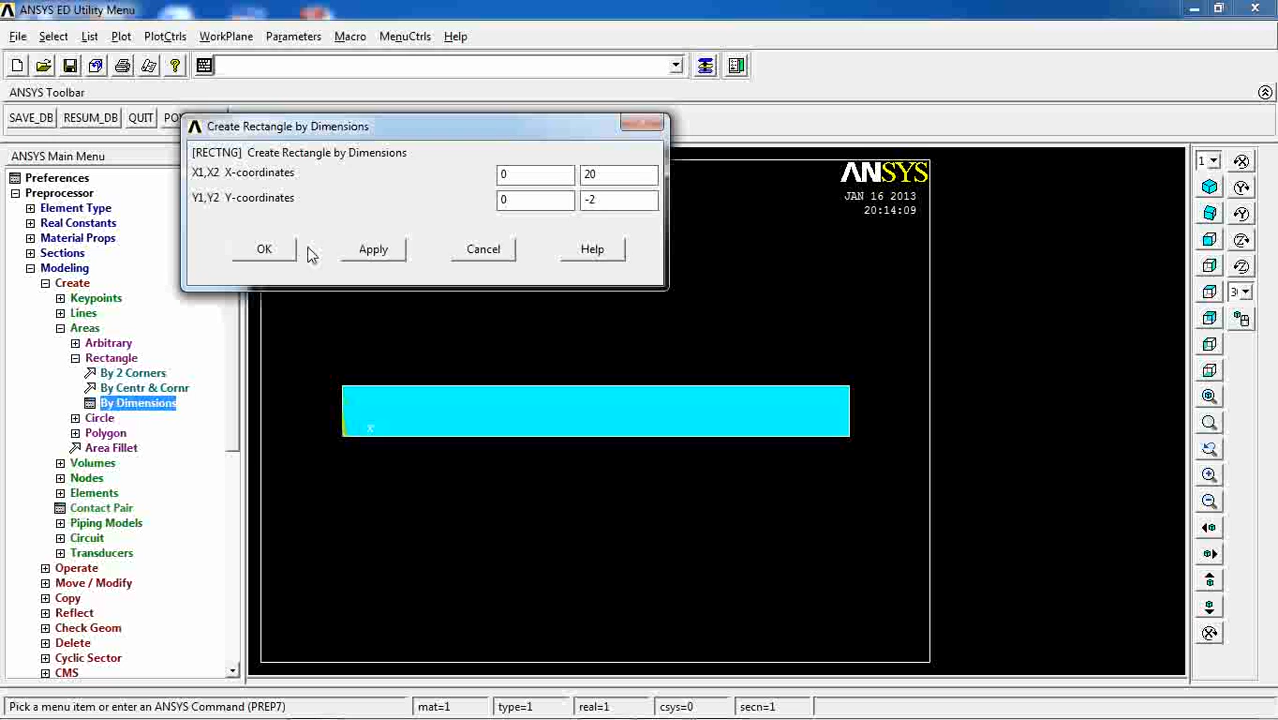 ANSYS ED Utility Menu
File Select List Plot PlotCtrls WorkPlane Parameters Macro MenuCtrls Help
ANSYS Toolbar
SAVE_DB RESUM_DB QUIT
Create Rectangle by Dimensions
[RECTNG] Create Rectangle by Dimensions
X1,X2 X-coordinates 0 20
Y1,Y2 Y-coordinates 0 -2
OK Apply Cancel Help
ANSYS Main Menu
Preferences
Preprocessor
Element Type
Real Constants
Material Props
Sections
Modeling
Create
Keypoints
Lines
Areas
Arbitrary
Rectangle
By 2 Corners
By Centr & Cornr
By Dimensions
Circle
Polygon
Area Fillet
Volumes
Nodes
Elements
Contact Pair
Piping Models
Circuit
Transducers
Operate
Move / Modify
Copy
Reflect
Check Geom
Delete
Cyclic Sector
CMS
ANSYS
JAN 16 2013
20:14:09
X
1
Pick a menu item or enter an ANSYS Command (PREP7) mat=1 type=1 real=1 csys=0 secn=1